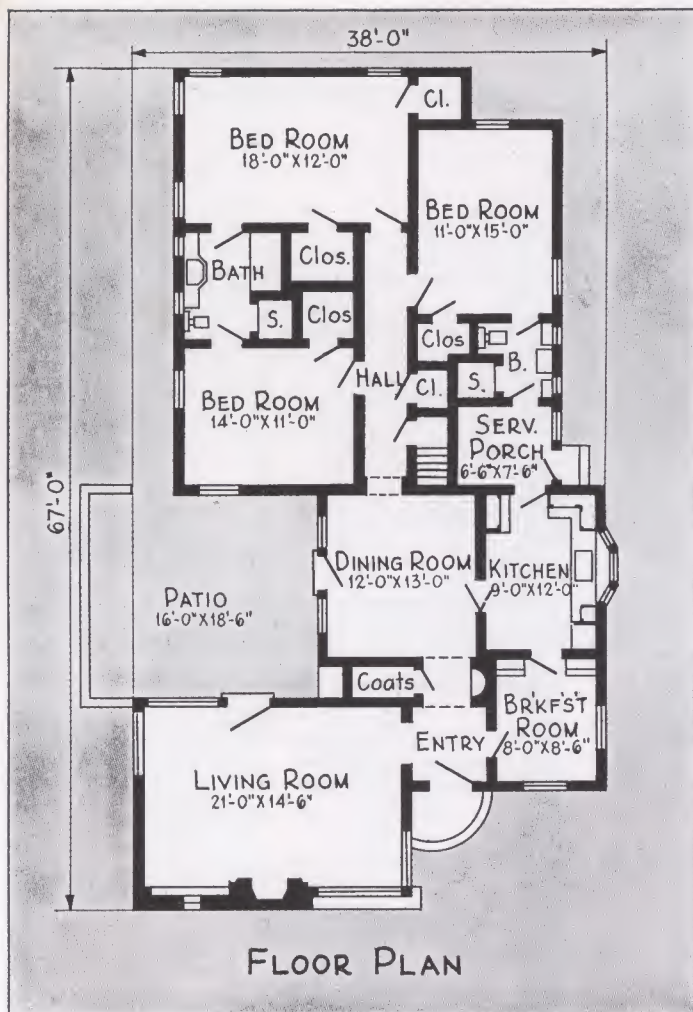 38'-0"
67'-0"
BED ROOM
18'-0"X12'-0"
Cl.
BED ROOM
11'-0"X15'-0"
BATH
Clos.
S.
Clos
BED ROOM
14'-0"X11'-0"
HALL
Clos
Cl.
S.
B.
SERV.
PORCH
6'-6"X7'-6"
PATIO
16'-0"X18'-6"
DINING ROOM
12'-0"X13'-0"
KITCHEN
9'-0"X12'-0"
Coats
ENTRY
BR'KF'S'T
ROOM
8'-0"X8'-6"
LIVING ROOM
21'-0"X14'-6"
FLOOR PLAN